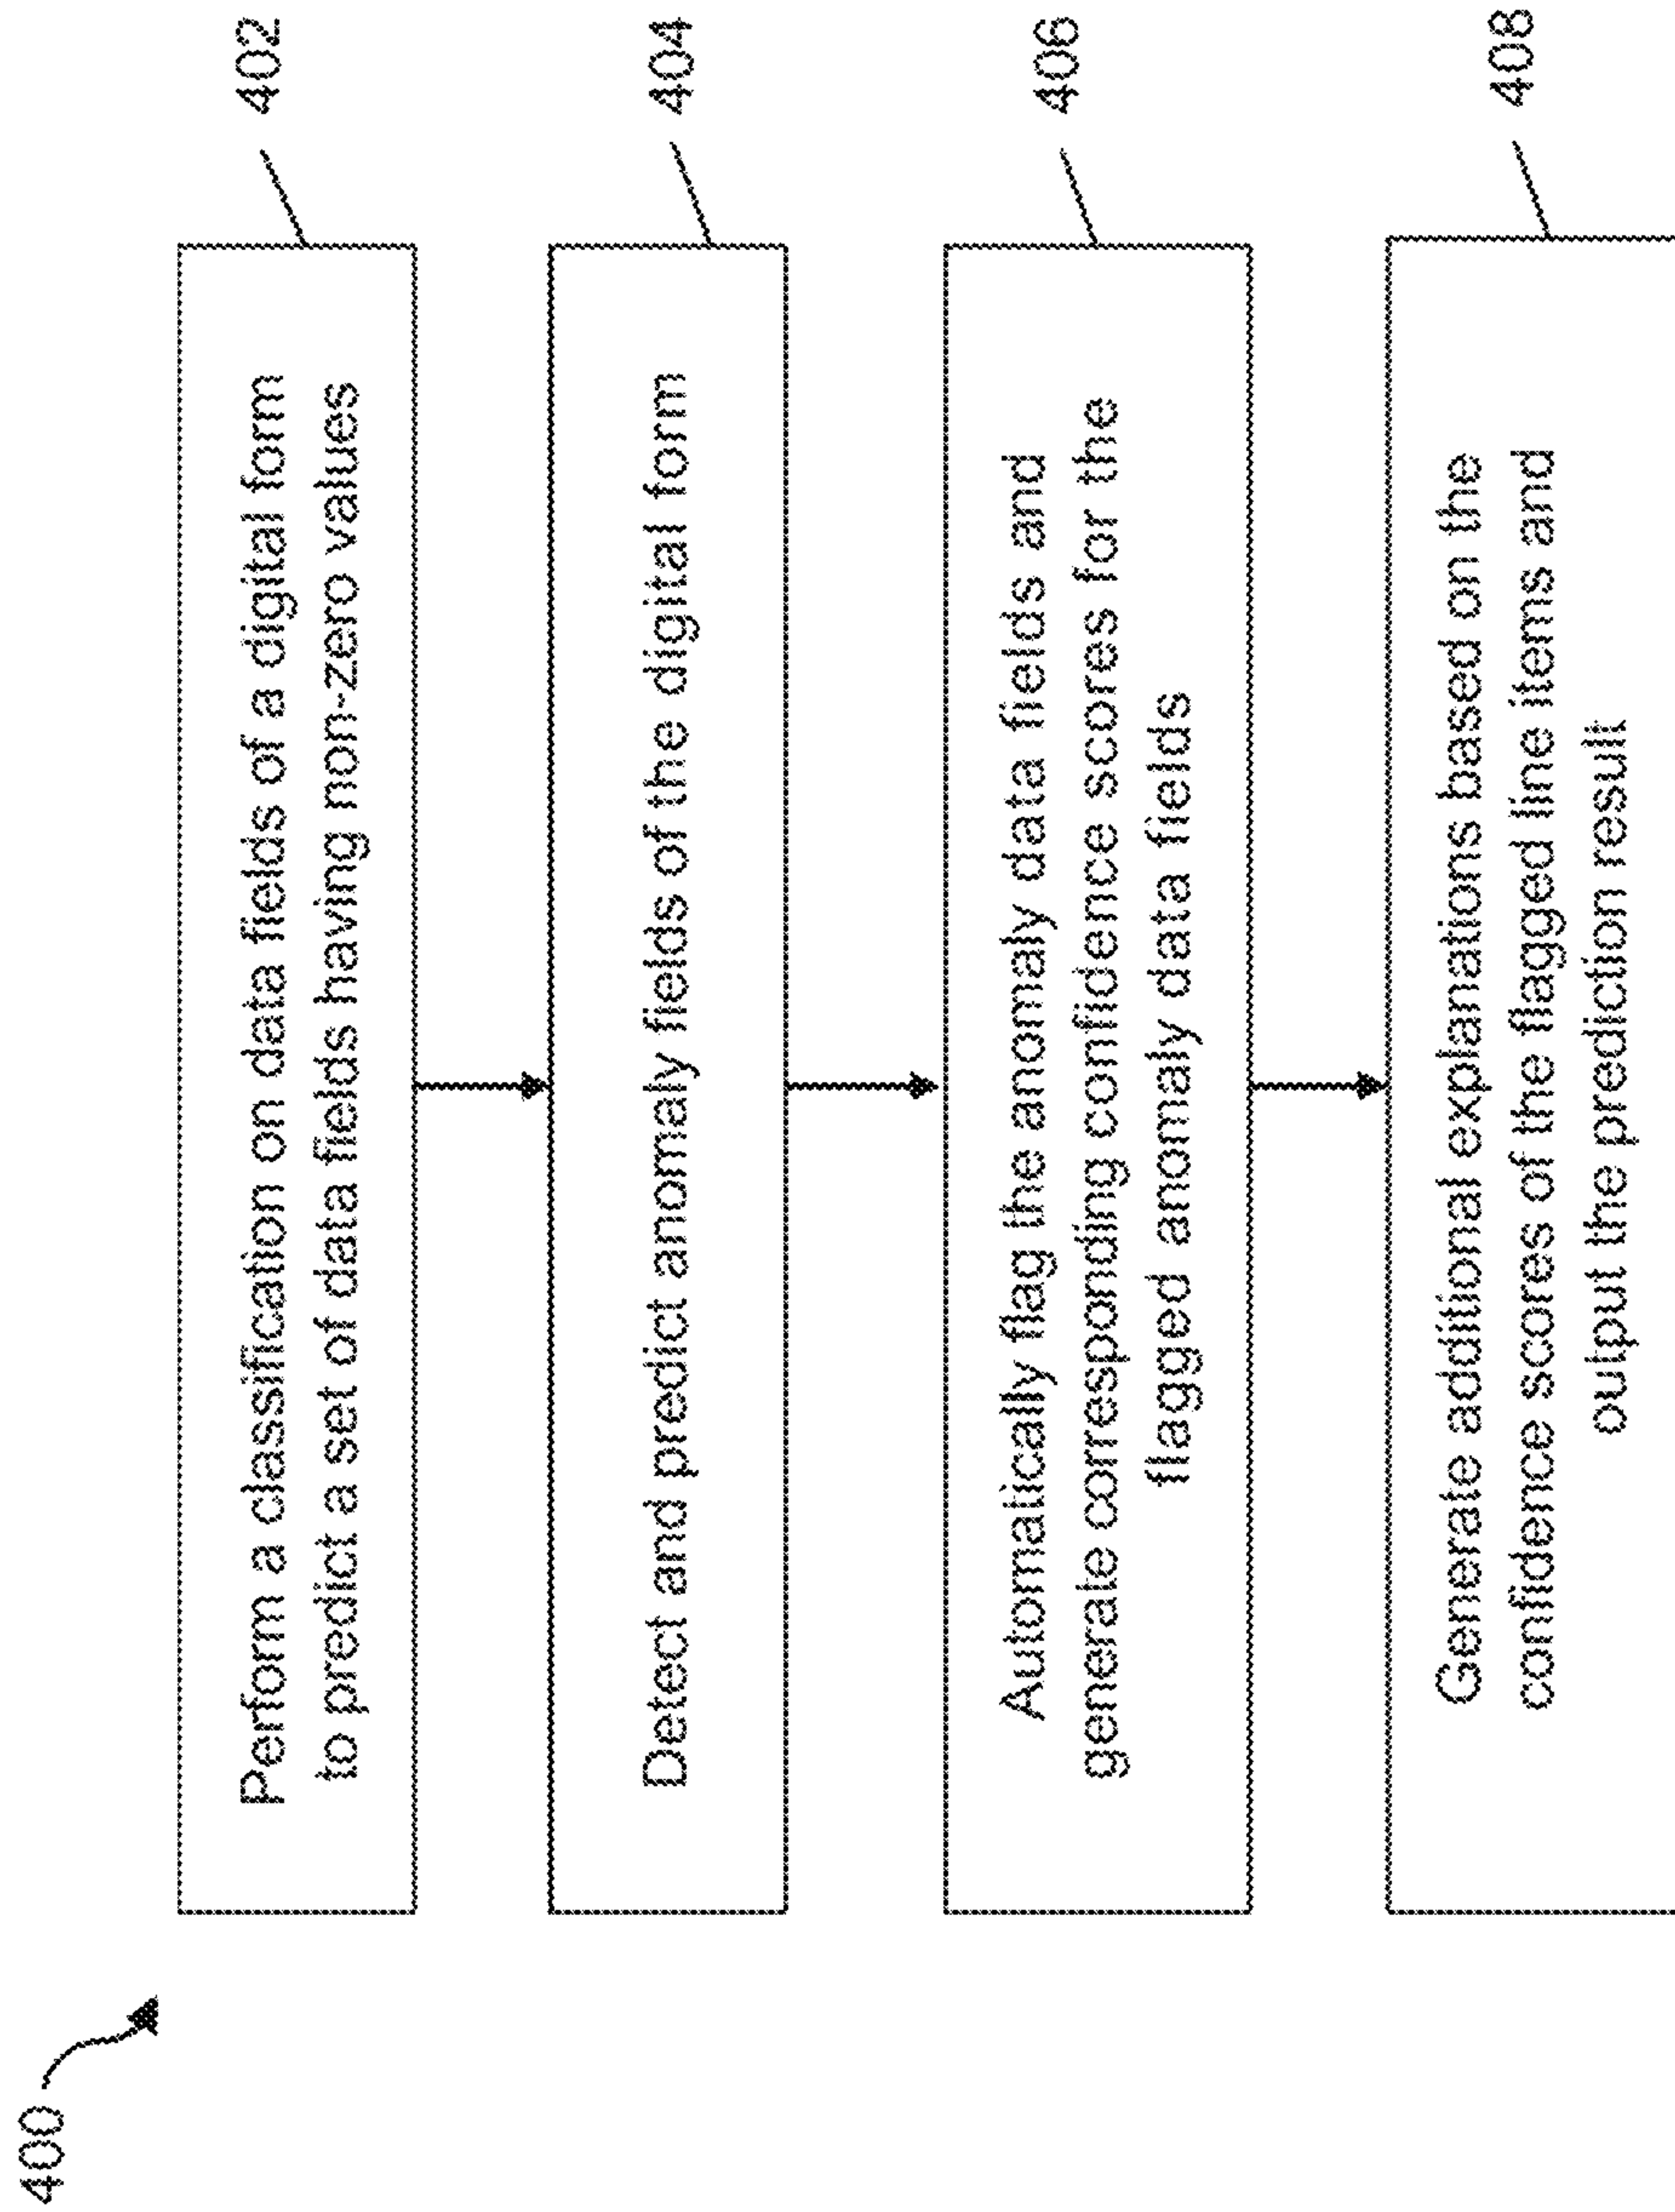 400
Perform a classification on data fields of a digital form
to predict a set of data fields having non-zero values
402
Detect and predict anomaly fields of the digital form
404
Automatically flag the anomaly data fields and
generate corresponding confidence scores for the
flagged anomaly data fields
406
Generate additional explanations based on the
confidence scores of the flagged line items and
output the prediction result
408